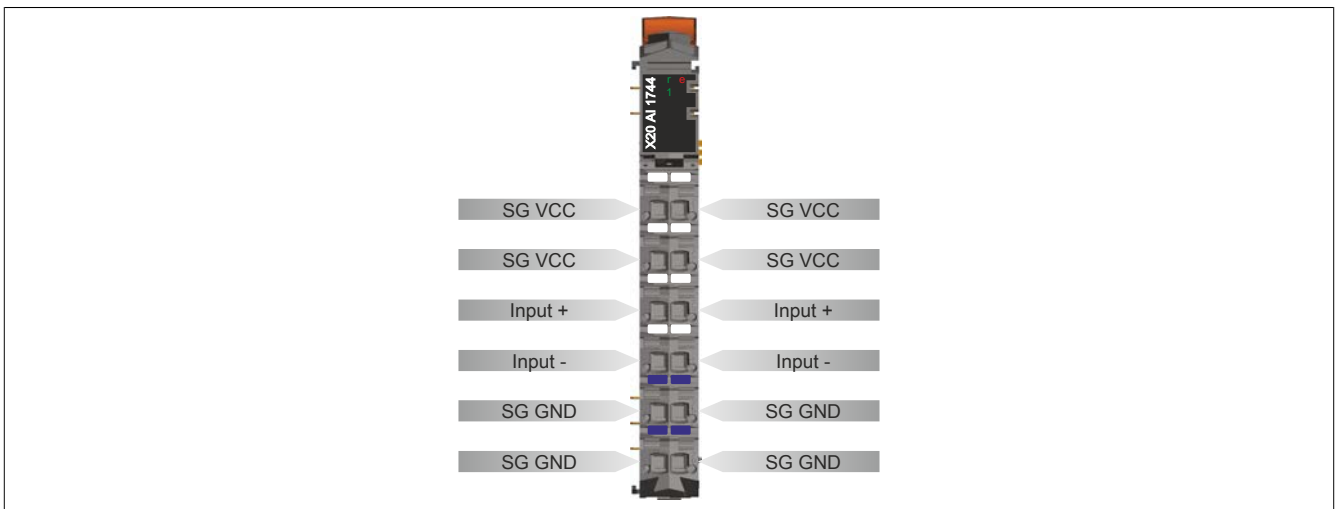 X20 AI 1744
r e
1
SG VCC SG VCC
SG VCC SG VCC
Input + Input +
Input - Input -
SG GND SG GND
SG GND SG GND